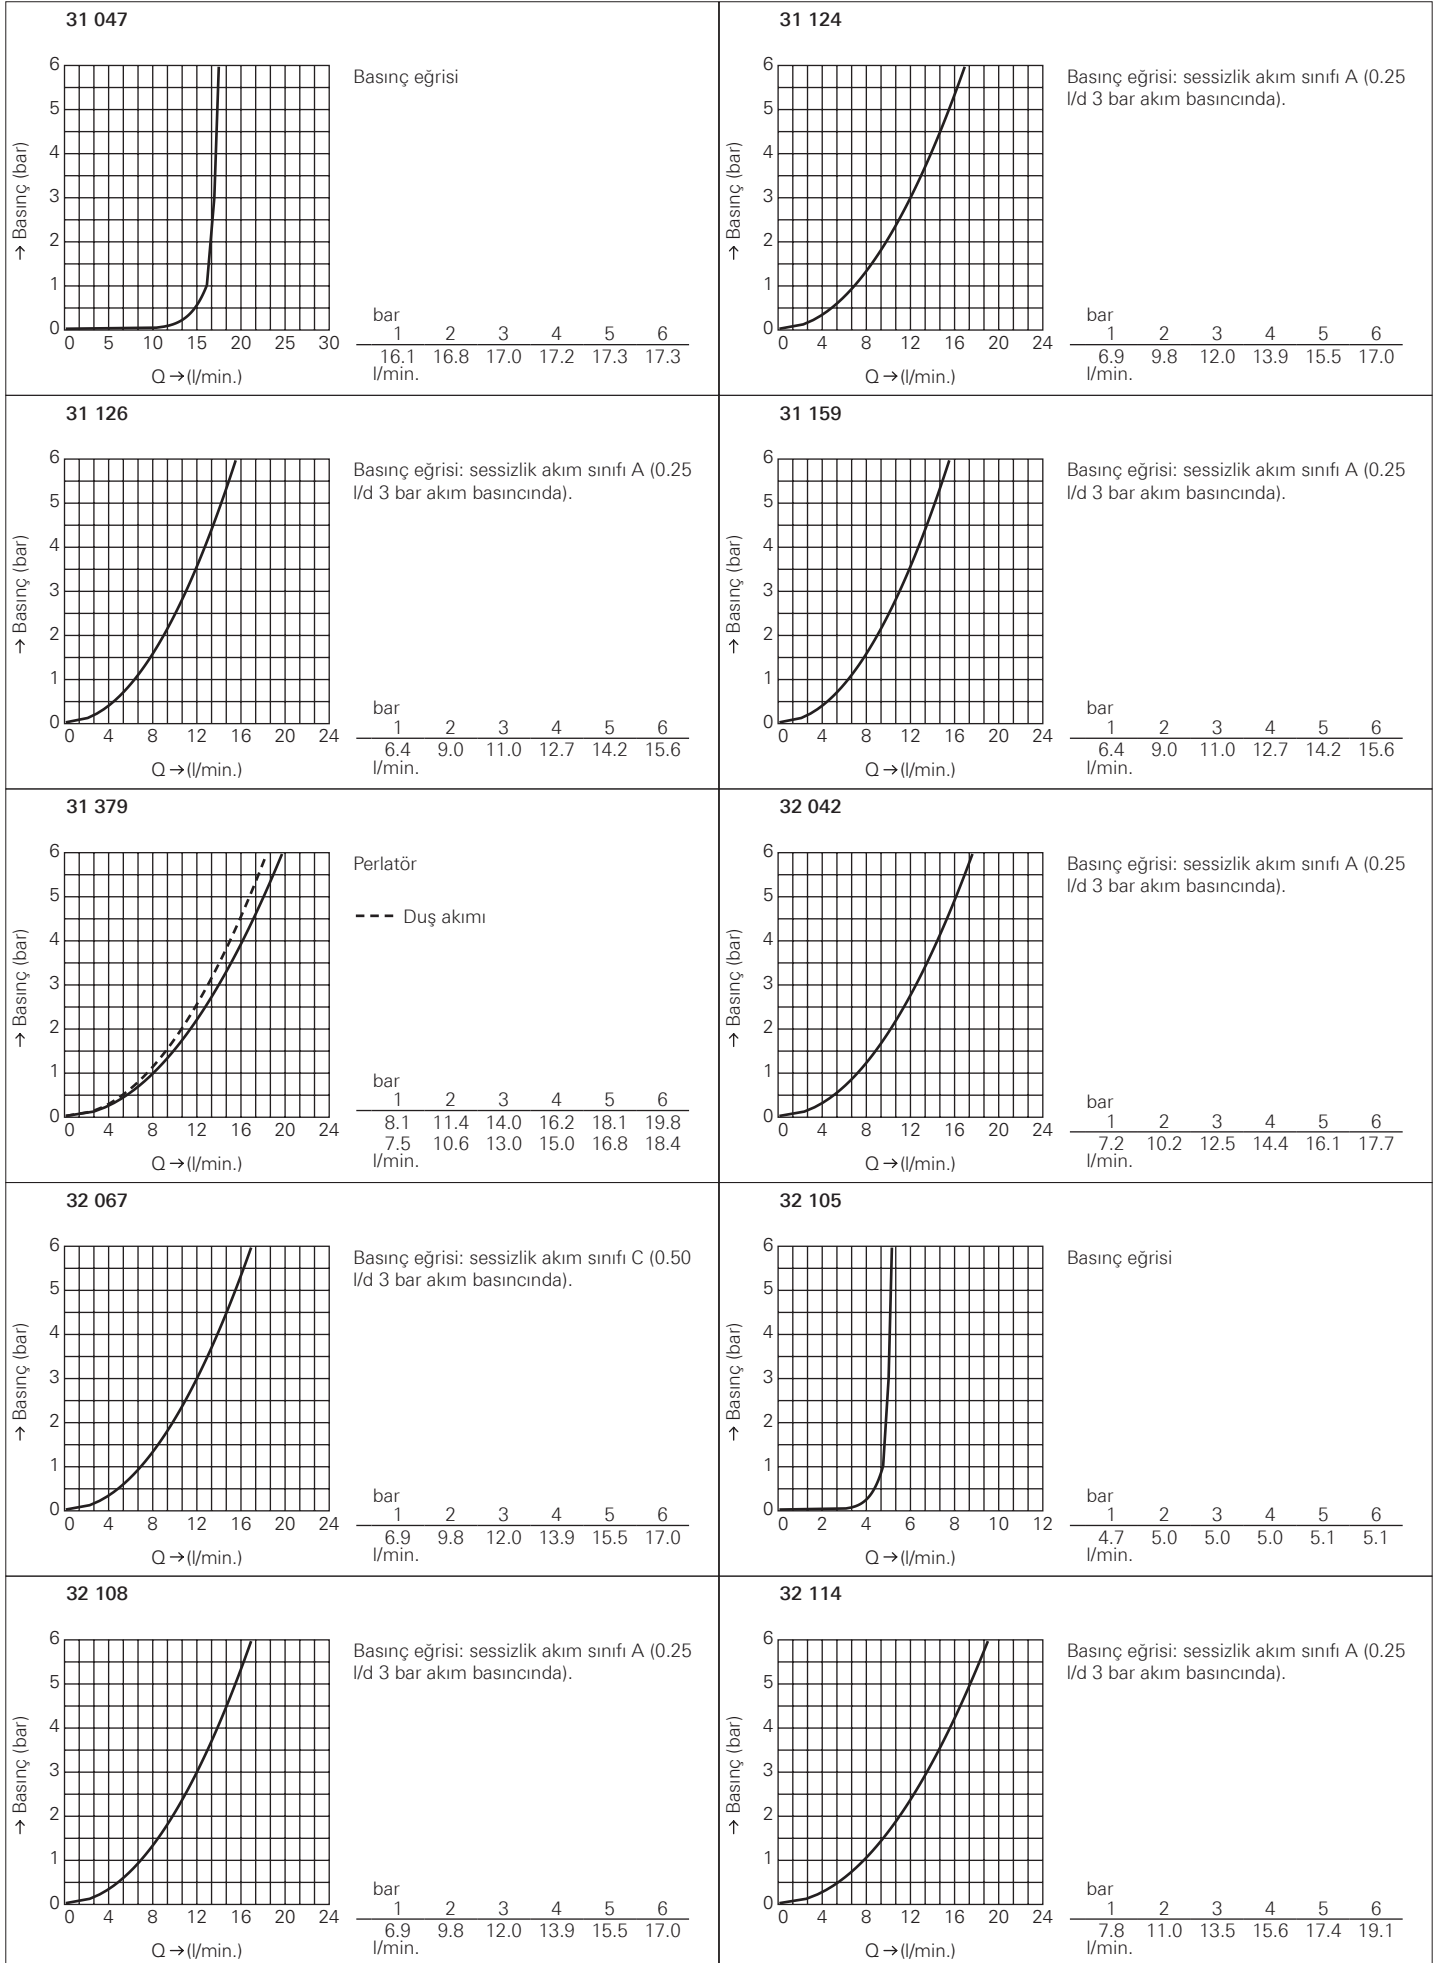 31 047
6
5
4
3
2
1
0
0 5 10 15 20 25 30
→ Basınç (bar)
Q → (l/min.)
Basınç eğrisi
bar
1 2 3 4 5 6
16.1 16.8 17.0 17.2 17.3 17.3
l/min.
31 124
6
5
4
3
2
1
0
0 4 8 12 16 20 24
→ Basınç (bar)
Q → (l/min.)
Basınç eğrisi: sessizlik akım sınıfı A (0.25
l/d 3 bar akım basıncında).
bar
1 2 3 4 5 6
6.9 9.8 12.0 13.9 15.5 17.0
l/min.
31 126
6
5
4
3
2
1
0
0 4 8 12 16 20 24
→ Basınç (bar)
Q → (l/min.)
Basınç eğrisi: sessizlik akım sınıfı A (0.25
l/d 3 bar akım basıncında).
bar
1 2 3 4 5 6
6.4 9.0 11.0 12.7 14.2 15.6
l/min.
31 159
6
5
4
3
2
1
0
0 4 8 12 16 20 24
→ Basınç (bar)
Q → (l/min.)
Basınç eğrisi: sessizlik akım sınıfı A (0.25
l/d 3 bar akım basıncında).
bar
1 2 3 4 5 6
6.4 9.0 11.0 12.7 14.2 15.6
l/min.
31 379
6
5
4
3
2
1
0
0 4 8 12 16 20 24
→ Basınç (bar)
Q → (l/min.)
Perlatör
Duş akımı
bar
1 2 3 4 5 6
8.1 11.4 14.0 16.2 18.1 19.8
7.5 10.6 13.0 15.0 16.8 18.4
l/min.
32 042
6
5
4
3
2
1
0
0 4 8 12 16 20 24
→ Basınç (bar)
Q → (l/min.)
Basınç eğrisi: sessizlik akım sınıfı A (0.25
l/d 3 bar akım basıncında).
bar
1 2 3 4 5 6
7.2 10.2 12.5 14.4 16.1 17.7
l/min.
32 067
6
5
4
3
2
1
0
0 4 8 12 16 20 24
→ Basınç (bar)
Q → (l/min.)
Basınç eğrisi: sessizlik akım sınıfı C (0.50
l/d 3 bar akım basıncında).
bar
1 2 3 4 5 6
6.9 9.8 12.0 13.9 15.5 17.0
l/min.
32 105
6
5
4
3
2
1
0
0 2 4 6 8 10 12
→ Basınç (bar)
Q → (l/min.)
Basınç eğrisi
bar
1 2 3 4 5 6
4.7 5.0 5.0 5.0 5.1 5.1
l/min.
32 108
6
5
4
3
2
1
0
0 4 8 12 16 20 24
→ Basınç (bar)
Q → (l/min.)
Basınç eğrisi: sessizlik akım sınıfı A (0.25
l/d 3 bar akım basıncında).
bar
1 2 3 4 5 6
6.9 9.8 12.0 13.9 15.5 17.0
l/min.
32 114
6
5
4
3
2
1
0
0 4 8 12 16 20 24
→ Basınç (bar)
Q → (l/min.)
Basınç eğrisi: sessizlik akım sınıfı A (0.25
l/d 3 bar akım basıncında).
bar
1 2 3 4 5 6
7.8 11.0 13.5 15.6 17.4 19.1
l/min.